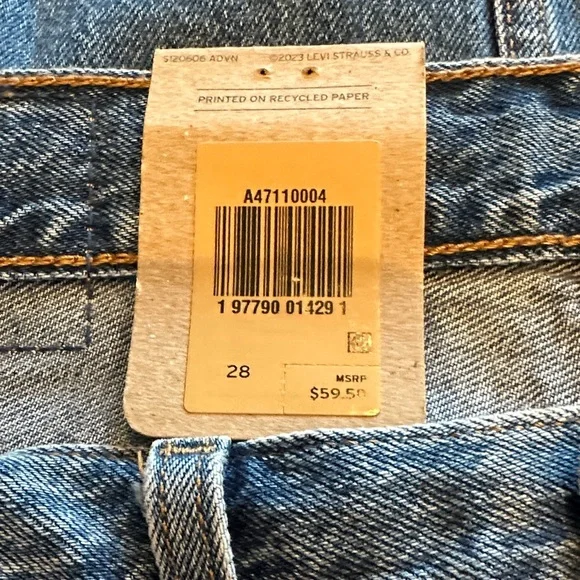 S120606 ADVN ©2023 LEVI STRAUSS & CO.
PRINTED ON RECYCLED PAPER
A47110004
1 97790 01429 1
28
MSRP
$59.50